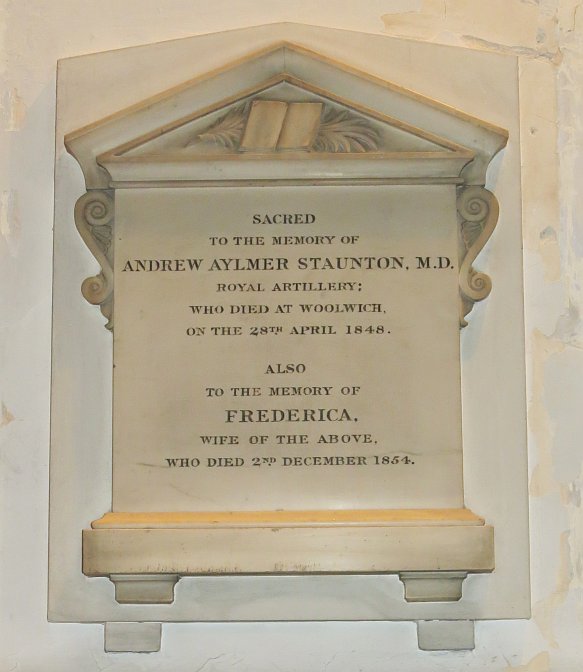 SACRED
TO THE MEMORY OF
ANDREW AYLMER STAUNTON, M.D.
ROYAL ARTILLERY;
WHO DIED AT WOOLWICH,
ON THE 28TH APRIL 1848.
ALSO
TO THE MEMORY OF
FREDERICA,
WIFE OF THE ABOVE,
WHO DIED 2ND DECEMBER 1854.